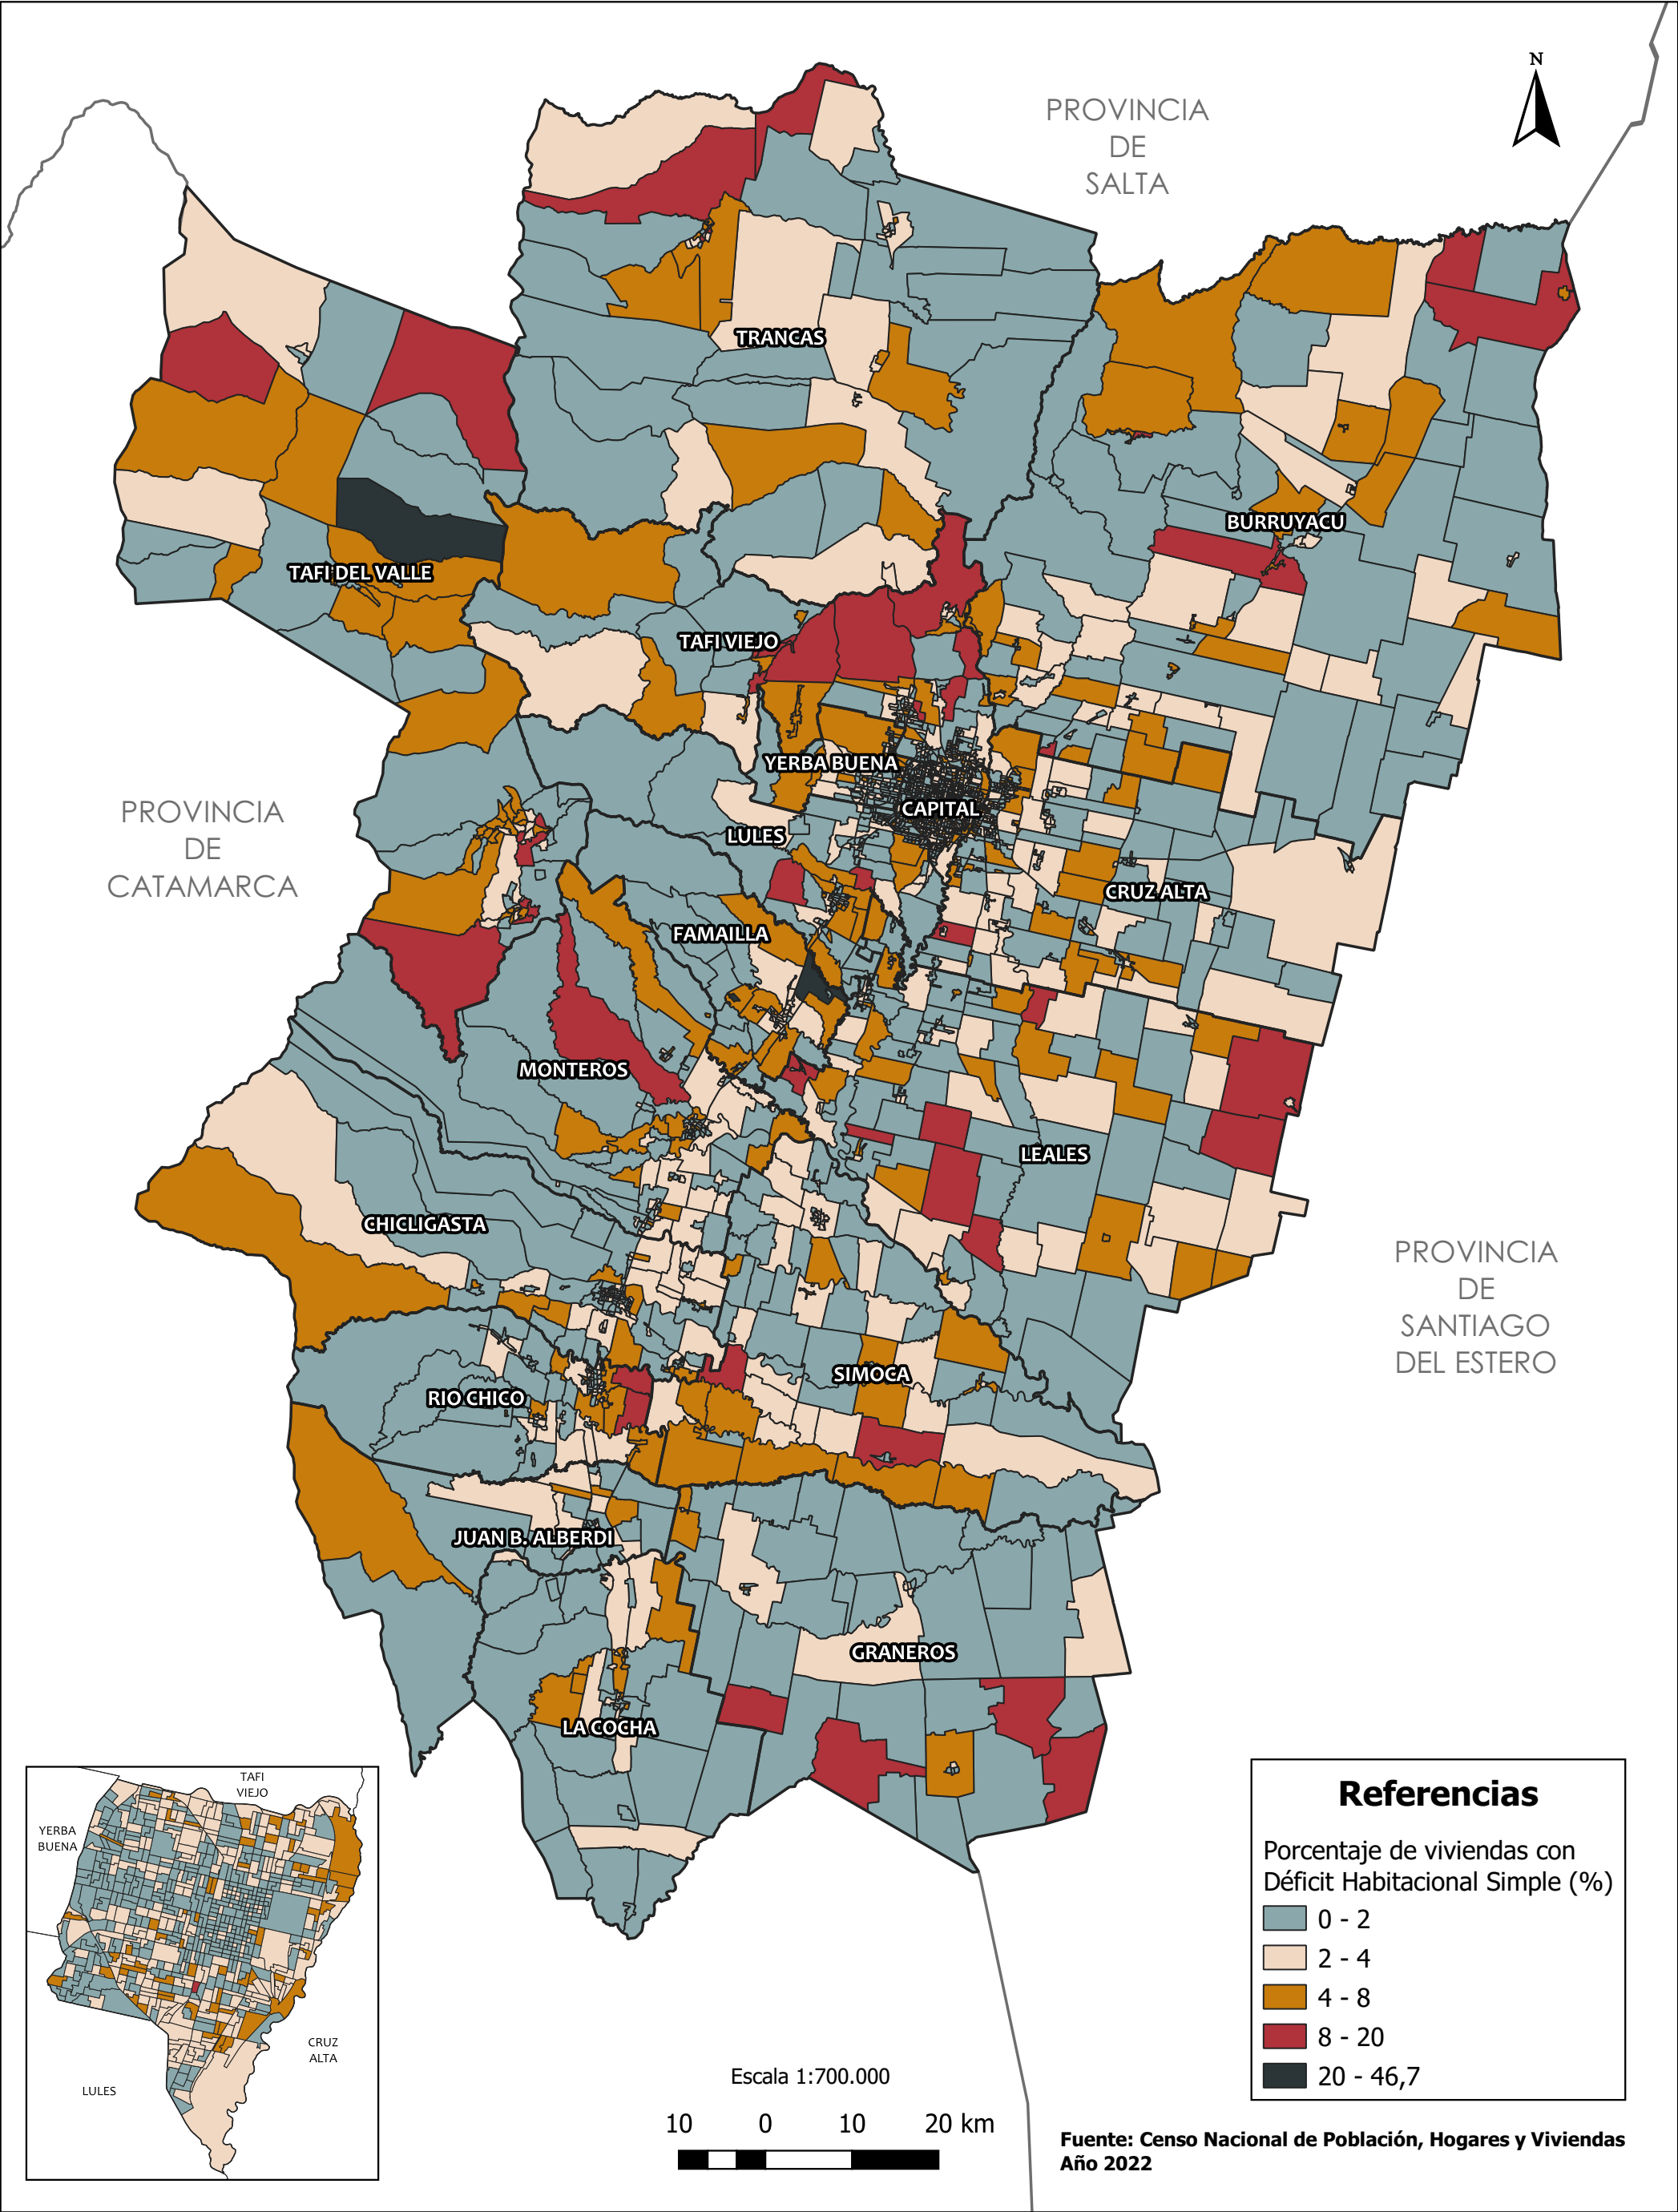 N
PROVINCIA
DE
SALTA
TRANCAS
BURRUYACU
TAFI DEL VALLE
TAFI VIEJO
YERBA BUENA
CAPITAL
PROVINCIA
DE
CATAMARCA
LULES
CRUZ ALTA
FAMAILLA
MONTEROS
LEALES
CHICLIGASTA
PROVINCIA
DE
SANTIAGO
DEL ESTERO
SIMOCA
RIO CHICO
JUAN B. ALBERDI
GRANEROS
LA COCHA
TAFI
VIEJO
YERBA
BUENA
CRUZ
ALTA
LULES
Referencias
Porcentaje de viviendas con
Déficit Habitacional Simple (%)
0 - 2
2 - 4
4 - 8
8 - 20
20 - 46,7
Escala 1:700.000
10 0 10 20 km
Fuente: Censo Nacional de Población, Hogares y Viviendas
Año 2022